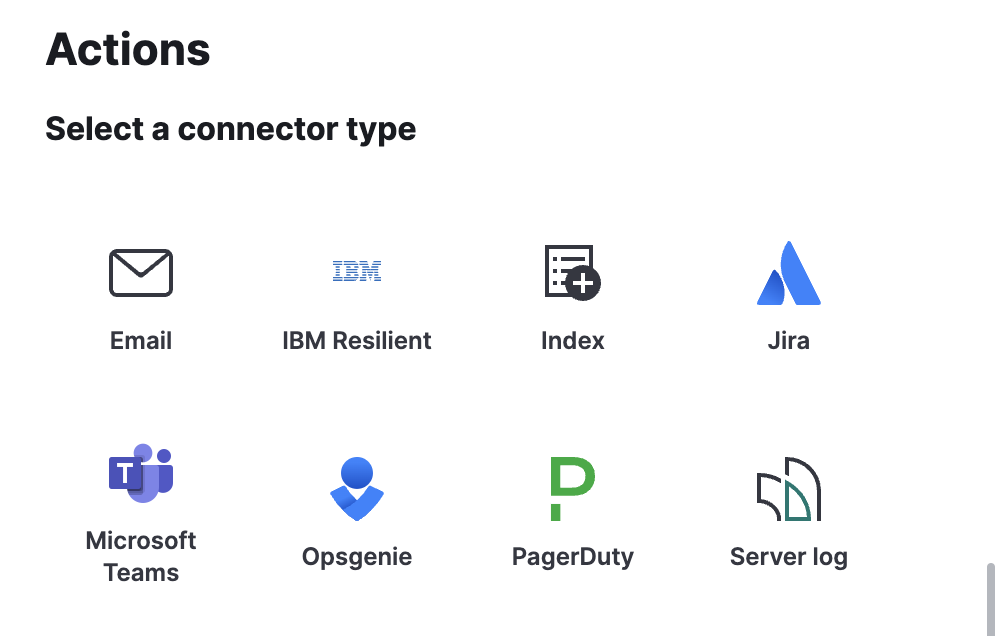 Actions
Select a connector type
IBM
Email
IBM Resilient
Index
Jira
T
P
Microsoft
Teams
Opsgenie
PagerDuty
Server log